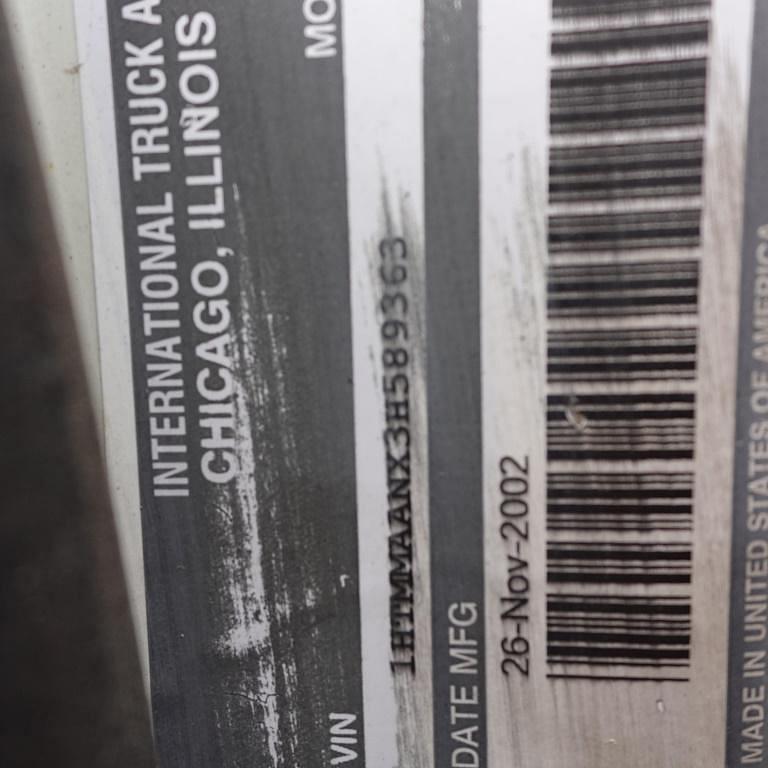 INTERNATIONAL TRUCK A
CHICAGO, ILLINOIS
MO
VIN
1HTMMAANX3H589363
DATE MFG
26-Nov-2002
MADE IN UNITED STATES OF AMERICA